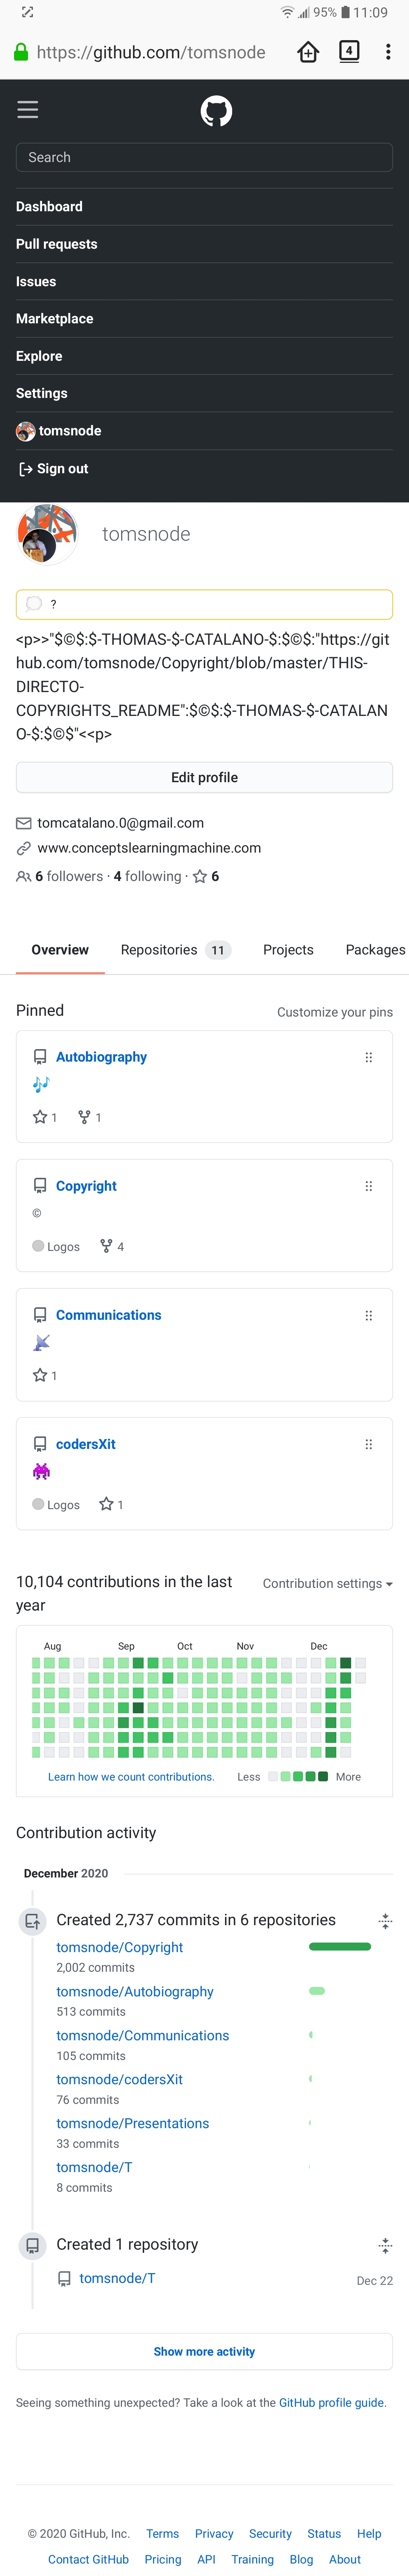 95% 11:09
https://github.com/tomsnode 4
Search
Dashboard
Pull requests
Issues
Marketplace
Explore
Settings
tomsnode
Sign out
tomsnode
?
<p>>"$©$:$-THOMAS-$-CATALANO-$:$©$:"https://git
hub.com/tomsnode/Copyright/blob/master/THIS-
DIRECTO-
COPYRIGHTS_README":$©$:$-THOMAS-$-CATALAN
O-$:$©$"<<p>
Edit profile
tomcatalano.0@gmail.com
www.conceptslearningmachine.com
6 followers · 4 following · 6
Overview Repositories 11 Projects Packages
Pinned Customize your pins
Autobiography
1 1
Copyright
©
Logos 4
Communications
1
codersXit
Logos 1
10,104 contributions in the last Contribution settings
year
Aug Sep Oct Nov Dec
Learn how we count contributions. Less More
Contribution activity
December 2020
Created 2,737 commits in 6 repositories
tomsnode/Copyright
2,002 commits
tomsnode/Autobiography
513 commits
tomsnode/Communications
105 commits
tomsnode/codersXit
76 commits
tomsnode/Presentations
33 commits
tomsnode/T
8 commits
Created 1 repository
tomsnode/T Dec 22
Show more activity
Seeing something unexpected? Take a look at the GitHub profile guide.
© 2020 GitHub, Inc. Terms Privacy Security Status Help
Contact GitHub Pricing API Training Blog About